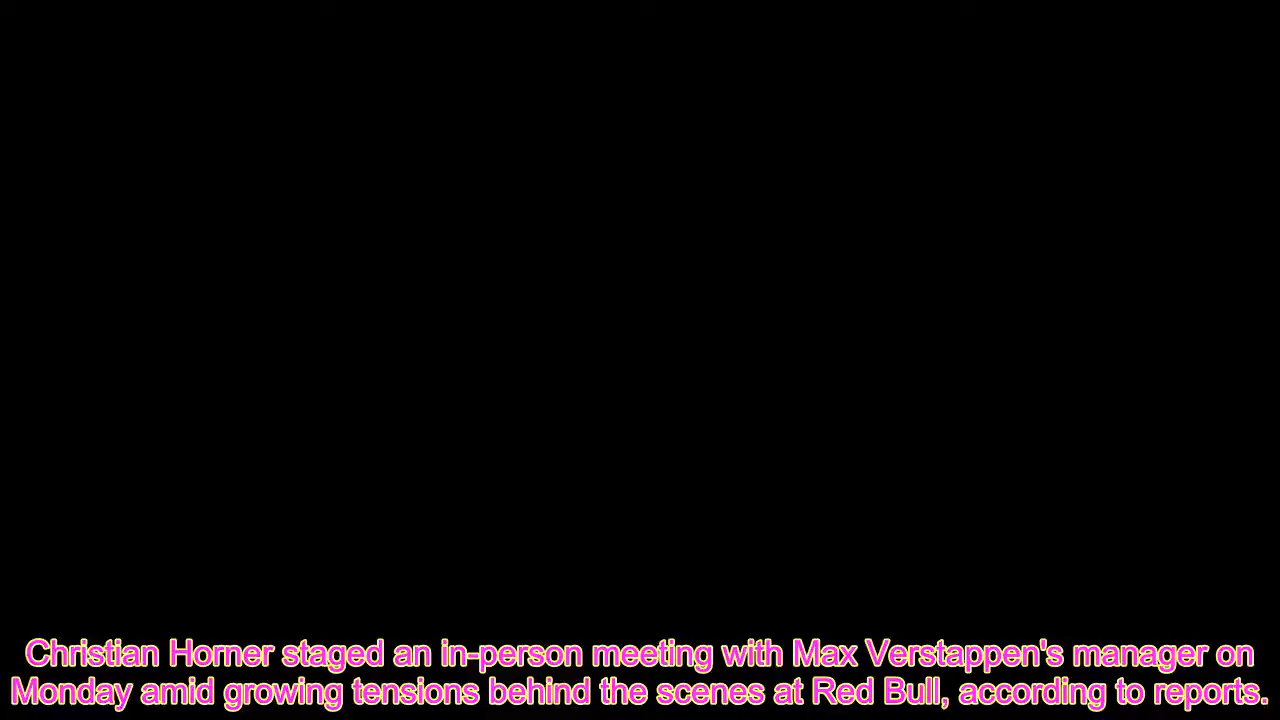 Christian Horner staged an in-person meeting with Max Verstappen's manager on
Monday amid growing tensions behind the scenes at Red Bull, according to reports.